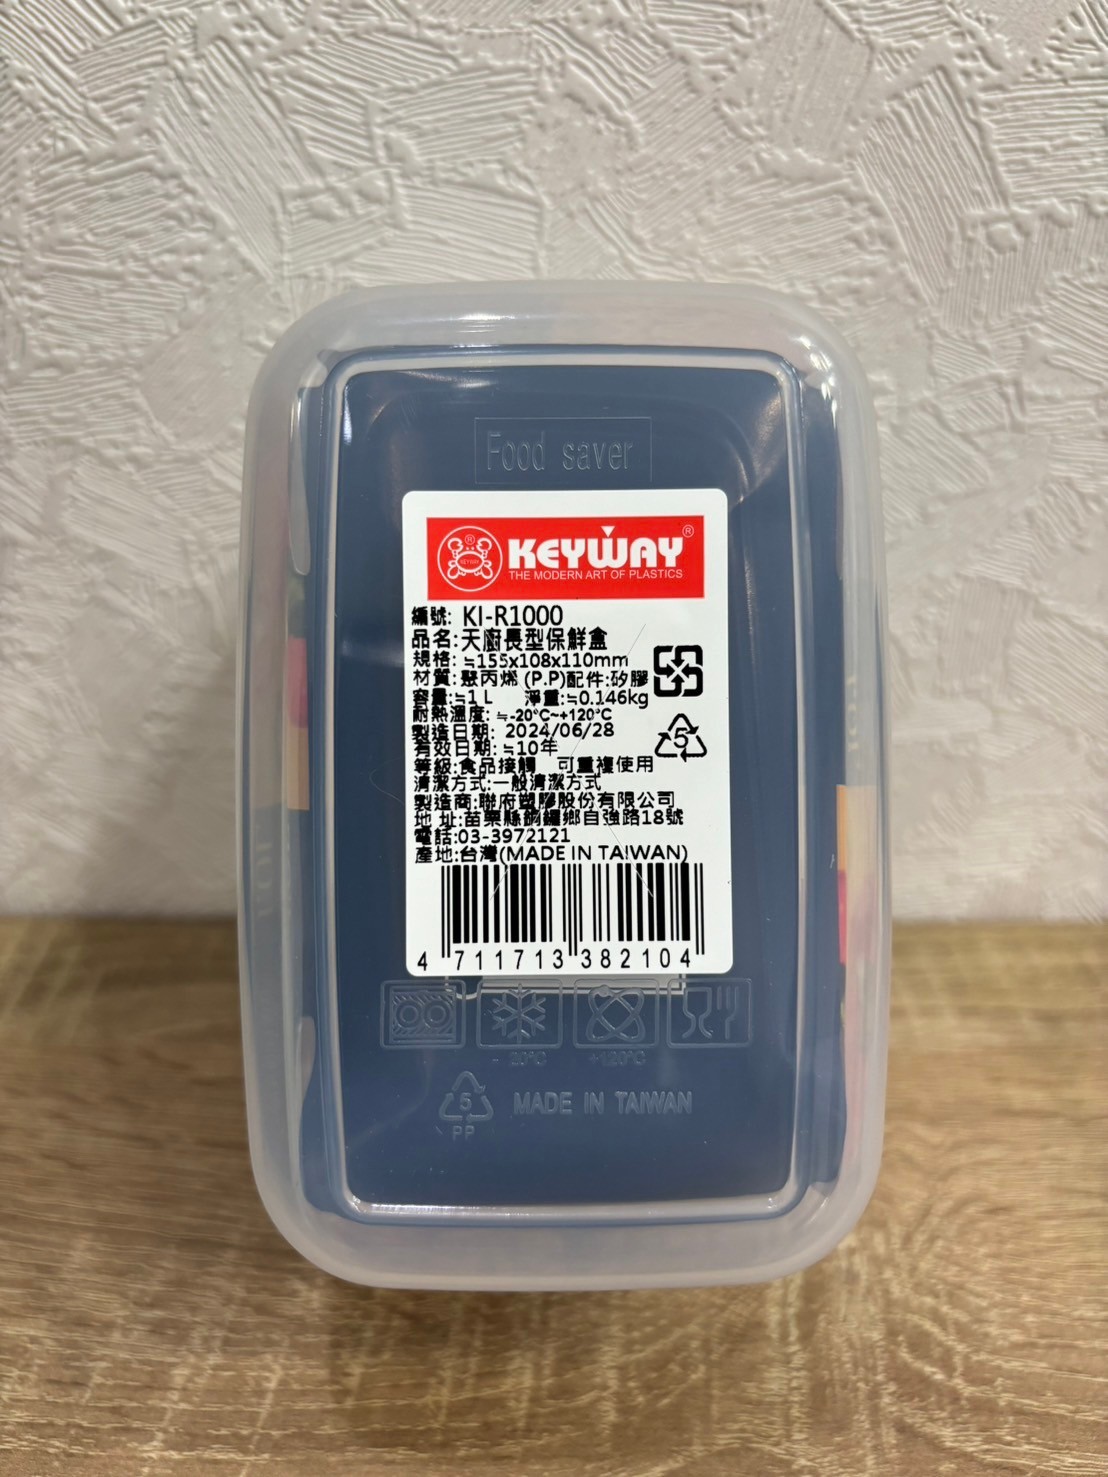 Food saver
KEYWAY®
THE MODERN ART OF PLASTICS
編號: KI-R1000
品名:天廚長型保鮮盒
規格: ≒155x108x110mm
材質:聚丙烯 (P.P)配件:矽膠
容量:≒1 L 淨重:≒0.146kg
耐熱溫度: ≒-20°C~+120°C
製造日期: 2024/06/28
有效日期:≒10年
等級:食品接觸 可重複使用
清潔方式:一般清潔方式
製造商:聯府塑膠股份有限公司
地 址:苗栗縣銅鑼鄉自強路18號
電話:03-3972121
產地:台灣(MADE IN TAIWAN)
5
4 711713 382104
- 20°C +120°C
5 MADE IN TAIWAN
PP